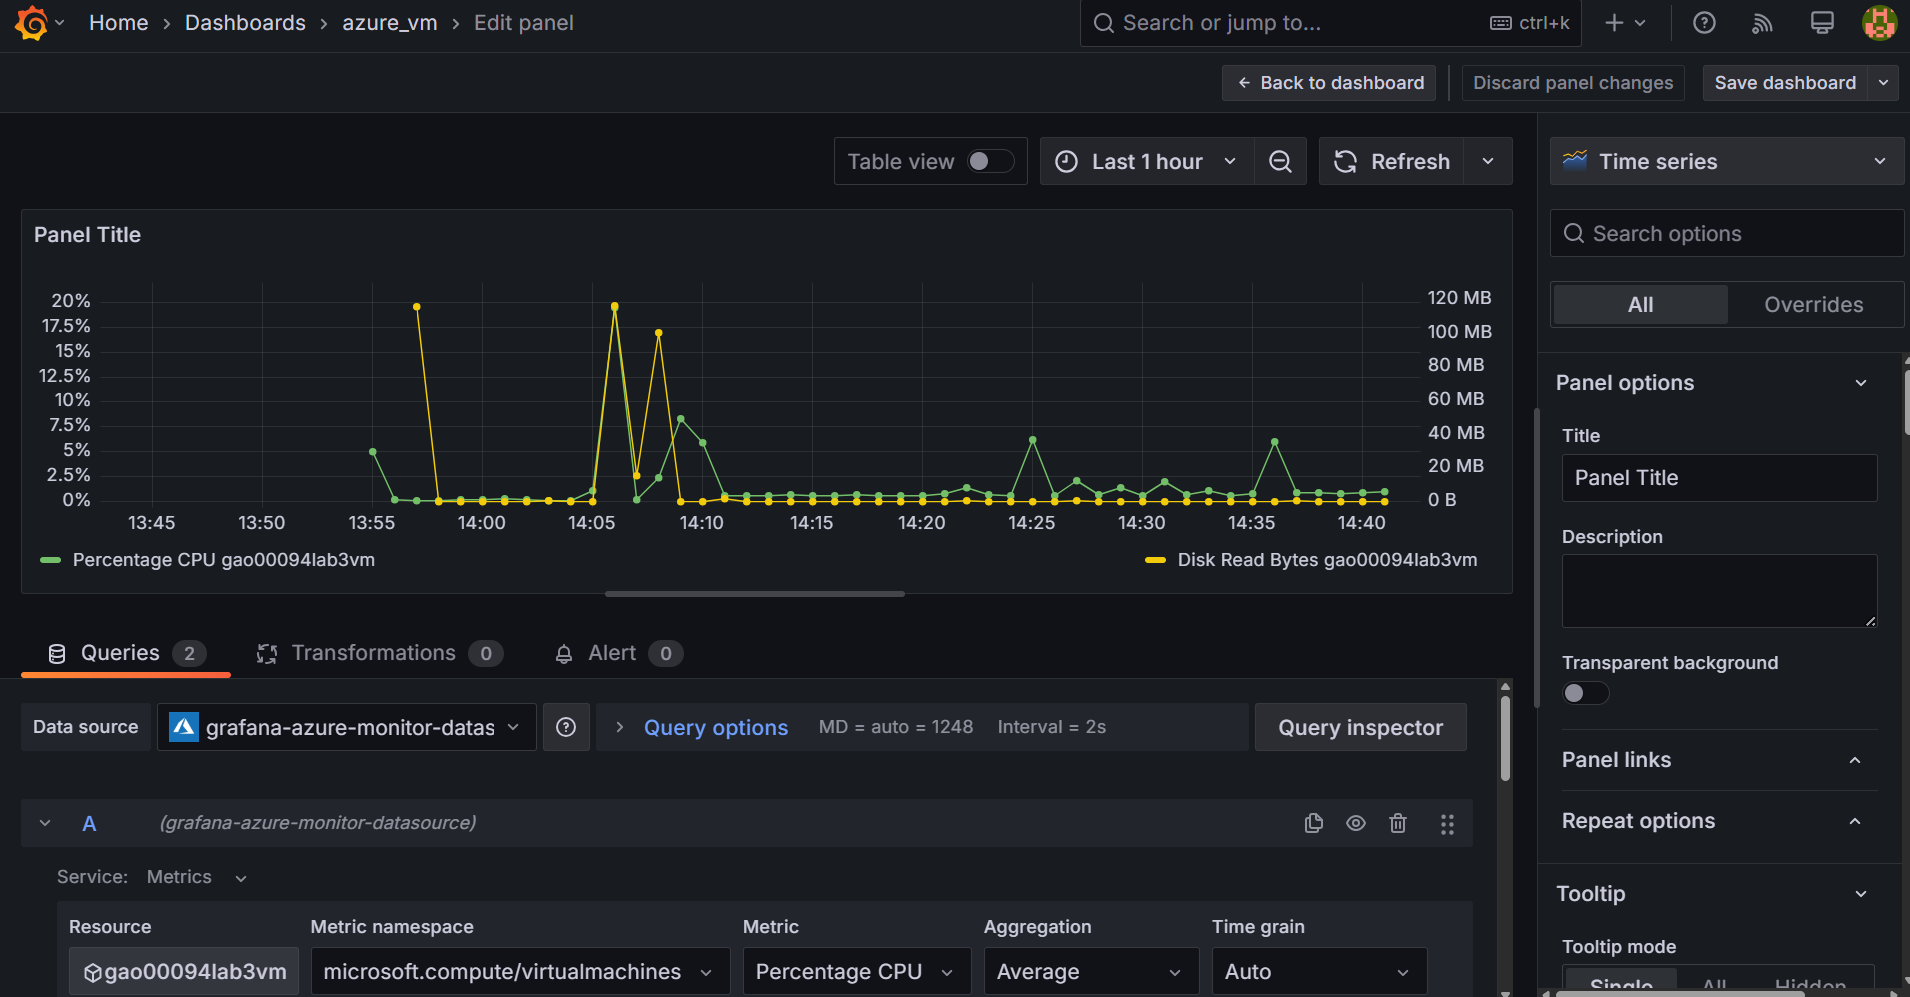 Home > Dashboards > azure_vm > Edit panel
Search or jump to... ctrl+k
Back to dashboard Discard panel changes Save dashboard
Table view Last 1 hour Refresh
Time series
Search options
Panel Title
All Overrides
20%
17.5%
15%
12.5%
10%
7.5%
5%
2.5%
0%
120 MB
100 MB
80 MB
60 MB
40 MB
20 MB
0 B
13:45 13:50 13:55 14:00 14:05 14:10 14:15 14:20 14:25 14:30 14:35 14:40
Percentage CPU gao00094lab3vm Disk Read Bytes gao00094lab3vm
Panel options
Title
Panel Title
Description
Transparent background
Panel links
Repeat options
Tooltip
Tooltip mode
Single All Hidden
Queries 2 Transformations 0 Alert 0
Data source grafana-azure-monitor-datas Query options MD = auto = 1248 Interval = 2s Query inspector
A (grafana-azure-monitor-datasource)
Service: Metrics
Resource Metric namespace Metric Aggregation Time grain
gao00094lab3vm microsoft.compute/virtualmachines Percentage CPU Average Auto